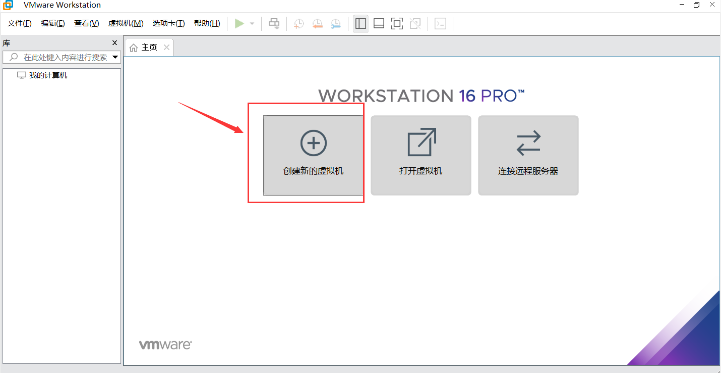 VMware Workstation
文件(F) 编辑(E) 查看(V) 虚拟机(M) 选项卡(T) 帮助(H)
库
在此处键入内容进行搜索
我的计算机
主页
WORKSTATION 16 PRO™
创建新的虚拟机
打开虚拟机
连接远程服务器
vmware®